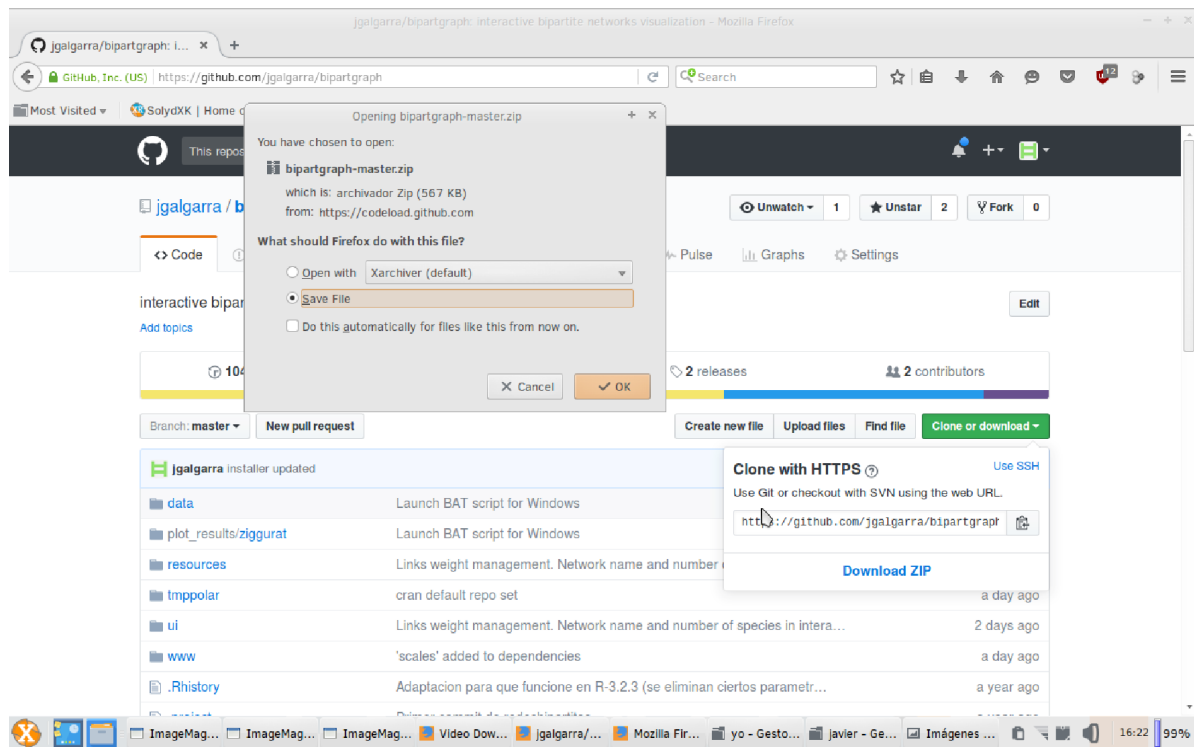 jgalgarra/bipartgraph: interactive bipartite networks visualization - Mozilla Firefox
jgalgarra/bipartgraph: i...
GitHub, Inc. (US) https://github.com/jgalgarra/bipartgraph
Search
12
Most Visited
SolydXK | Home
Opening bipartgraph-master.zip
You have chosen to open:
bipartgraph-master.zip
which is: archivador Zip (567 KB)
from: https://codeload.github.com
What should Firefox do with this file?
Open with Xarchiver (default)
Save File
Do this automatically for files like this from now on.
Cancel OK
This repos
jgalgarra / b
Unwatch 1 Unstar 2 Fork 0
Code Pulse Graphs Settings
interactive bipar Edit
Add topics
104 2 releases 2 contributors
Branch: master New pull request Create new file Upload files Find file Clone or download
jgalgarra installer updated
Clone with HTTPS Use SSH
Use Git or checkout with SVN using the web URL.
https://github.com/jgalgarra/bipartgraph
Download ZIP
data Launch BAT script for Windows
plot_results/ziggurat Launch BAT script for Windows
resources Links weight management. Network name and number
tmppolar cran default repo set a day ago
ui Links weight management. Network name and number of species in intera... 2 days ago
www 'scales' added to dependencies a day ago
.Rhistory Adaptacion para que funcione en R-3.2.3 (se eliminan ciertos parametr... a year ago
ImageMag... ImageMag... ImageMag... Video Dow... jgalgarra/... Mozilla Fir... yo - Gesto... javier - Ge... Imágenes ... 16:22 99%